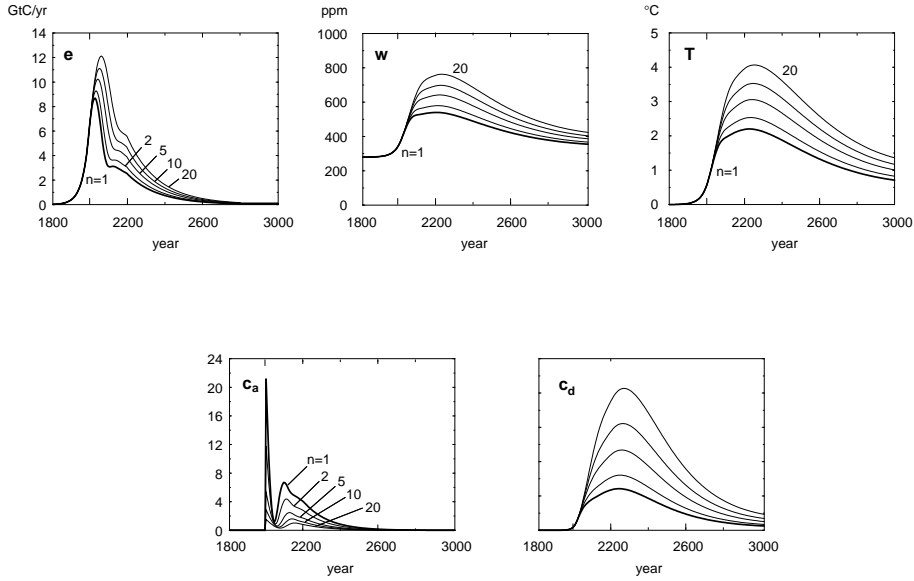 GtC/yr ppm °C
14 1000 5
e w T
12 20 20
800 4
10
600 3
8
6 2 400 2
5 n=1
4 10 n=1
n=1 20 200 1
2
0 0 0
1800 2200 2600 3000 1800 2200 2600 3000 1800 2200 2600 3000
year year year
24
ca cd
20
16
12
n=1
8 2
5
10
4 20
0
1800 2200 2600 3000 1800 2200 2600 3000
year year